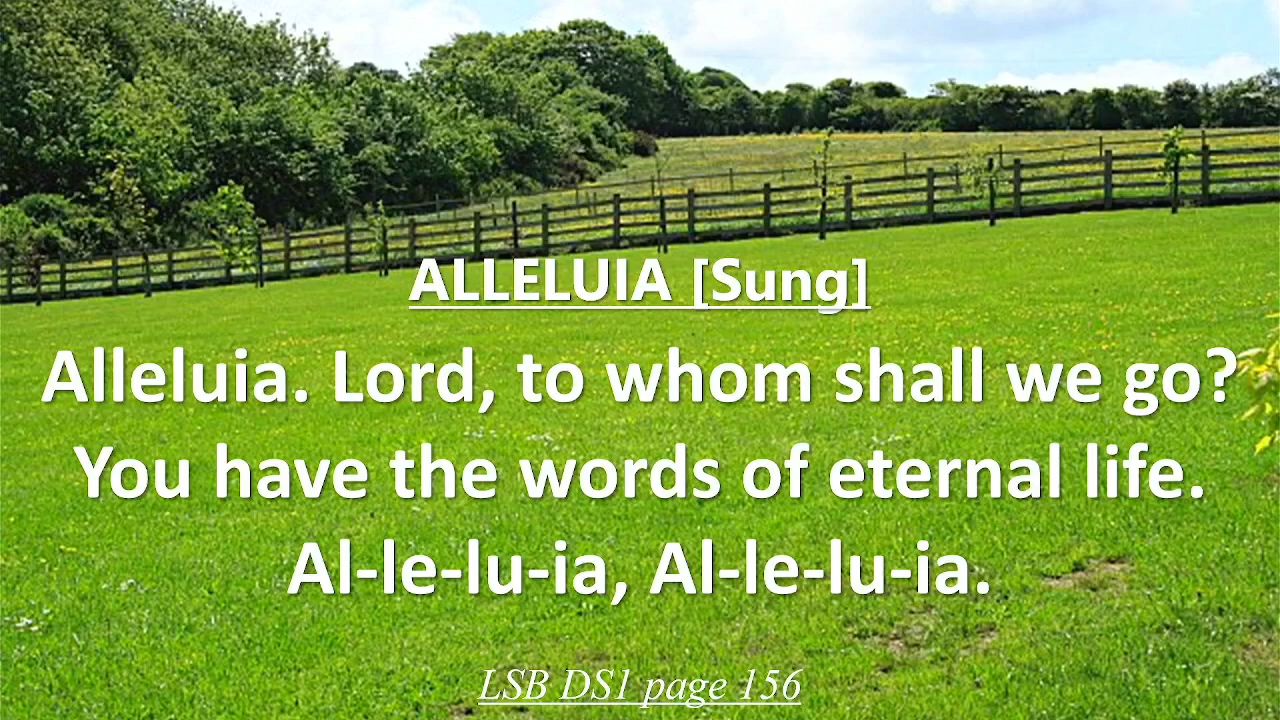 ALLELUIA [Sung]
Alleluia. Lord, to whom shall we go?
You have the words of eternal life.
Al-le-lu-ia, Al-le-lu-ia.
LSB DS1 page 156